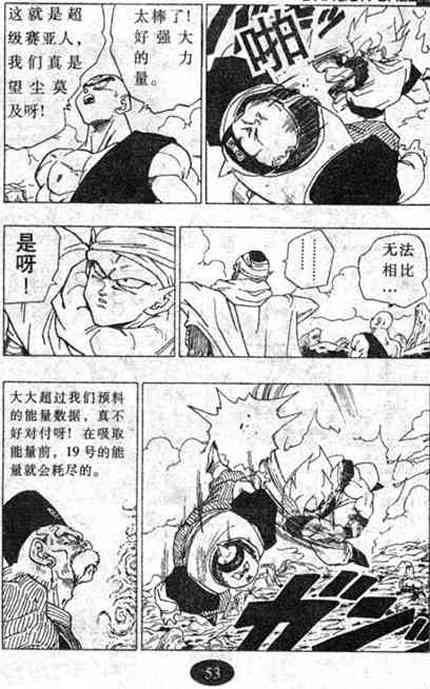 啪
太棒了!
好强大
的力
量。
这就是超
级赛亚人,
我们真是
望尘莫
及呀!
无法
相比
…
……
是
呀!
大大超过我们预料
的能量数据,真不
好对付呀!在吸取
能量前,19号的能
量就会耗尽的。
53